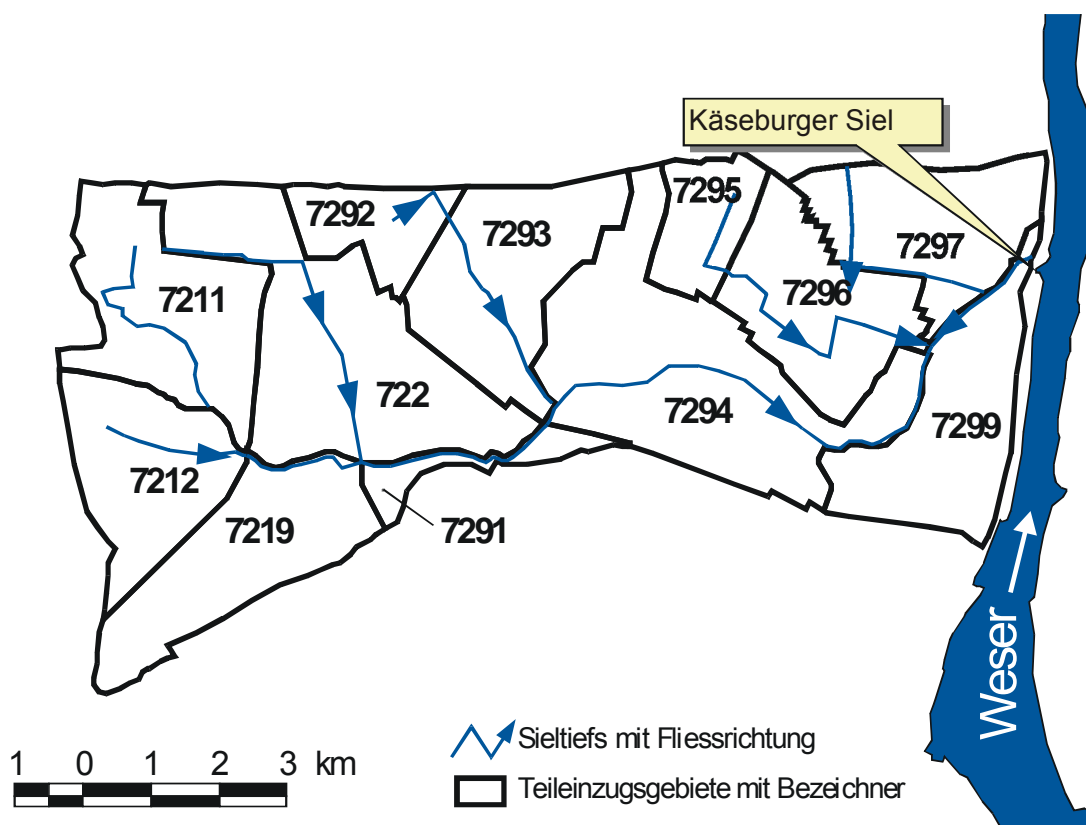 Käseburger Siel
7295
7292
7293
7297
7211
7296
722
7294
7299
7212
7219
7291
Weser
Sieltiefs mit Fliessrichtung
1 0 1 2 3 km
Teileinzugsgebiete mit Bezeichner